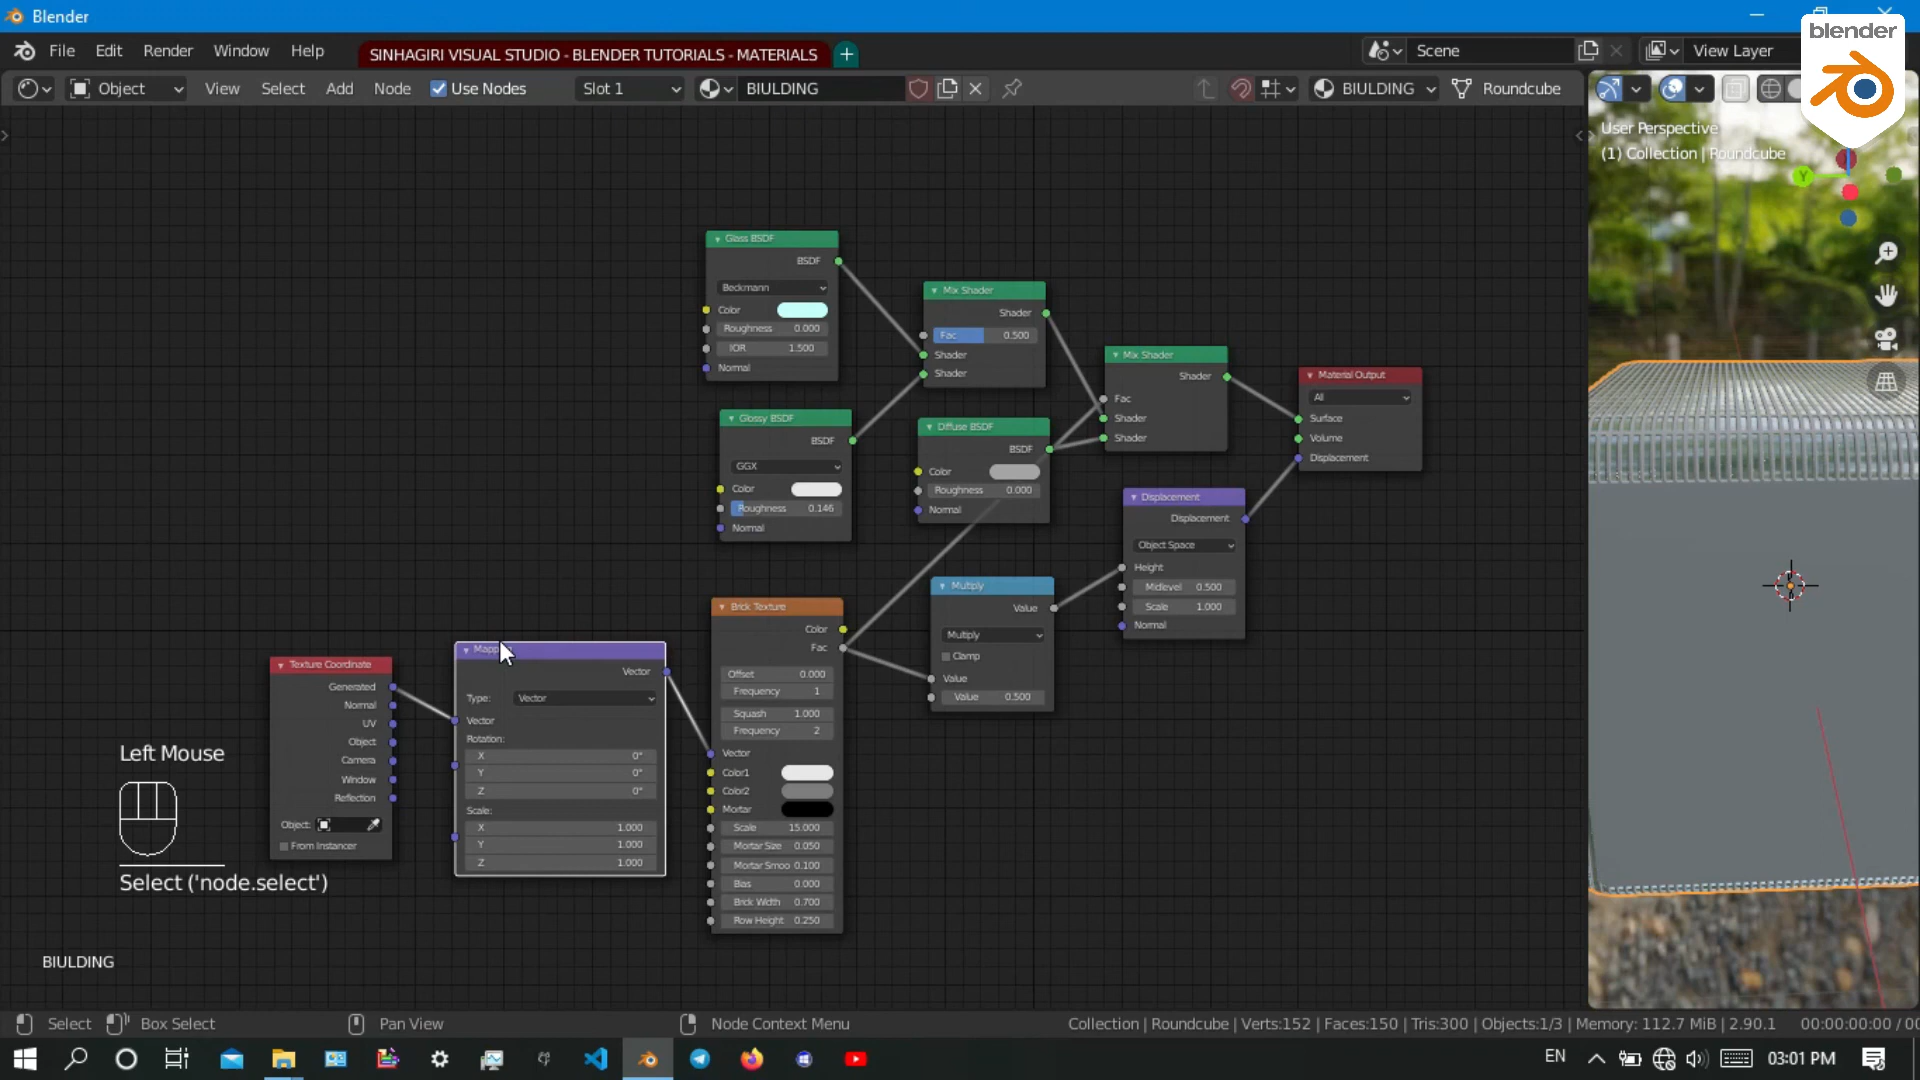 Blender
File Edit Render Window Help
SINHAGIRI VISUAL STUDIO - BLENDER TUTORIALS - MATERIALS
Scene
View Layer
blender
Object
View Select Add Node
Use Nodes
Slot 1
BIULDING
BIULDING
Roundcube
User Perspective
(1) Collection | Roundcube
Y
Glass BSDF
BSDF
Beckmann
Color
Roughness 0.000
IOR 1.500
Normal
Mix Shader
Shader
Fac 0.500
Shader
Shader
Mix Shader
Shader
Fac
Shader
Shader
Material Output
All
Surface
Volume
Displacement
Glossy BSDF
BSDF
GGX
Color
Roughness 0.146
Normal
Diffuse BSDF
BSDF
Color
Roughness 0.000
Normal
Displacement
Displacement
Object Space
Height
Midlevel 0.500
Scale 1.000
Normal
Multiply
Value
Multiply
Clamp
Value
Value 0.500
Brick Texture
Color
Fac
Offset 0.000
Frequency 1
Squash 1.000
Frequency 2
Vector
Color1
Color2
Mortar
Scale 15.000
Mortar Size 0.050
Mortar Smoo 0.100
Bias 0.000
Brick Width 0.700
Row Height 0.250
Vector
Type: Vector
Vector
Rotation:
X 0°
Y 0°
Z 0°
Scale:
X 1.000
Y 1.000
Z 1.000
Texture Coordinate
Generated
Normal
UV
Object
Camera
Window
Reflection
Object:
From Instancer
Left Mouse
Select ('node.select')
BIULDING
Select
Box Select
Pan View
Node Context Menu
Collection | Roundcube | Verts:152 | Faces:150 | Tris:300 | Objects:1/3 | Memory: 112.7 MiB | 2.90.1
00:00:00:00 / 00
EN
03:01 PM